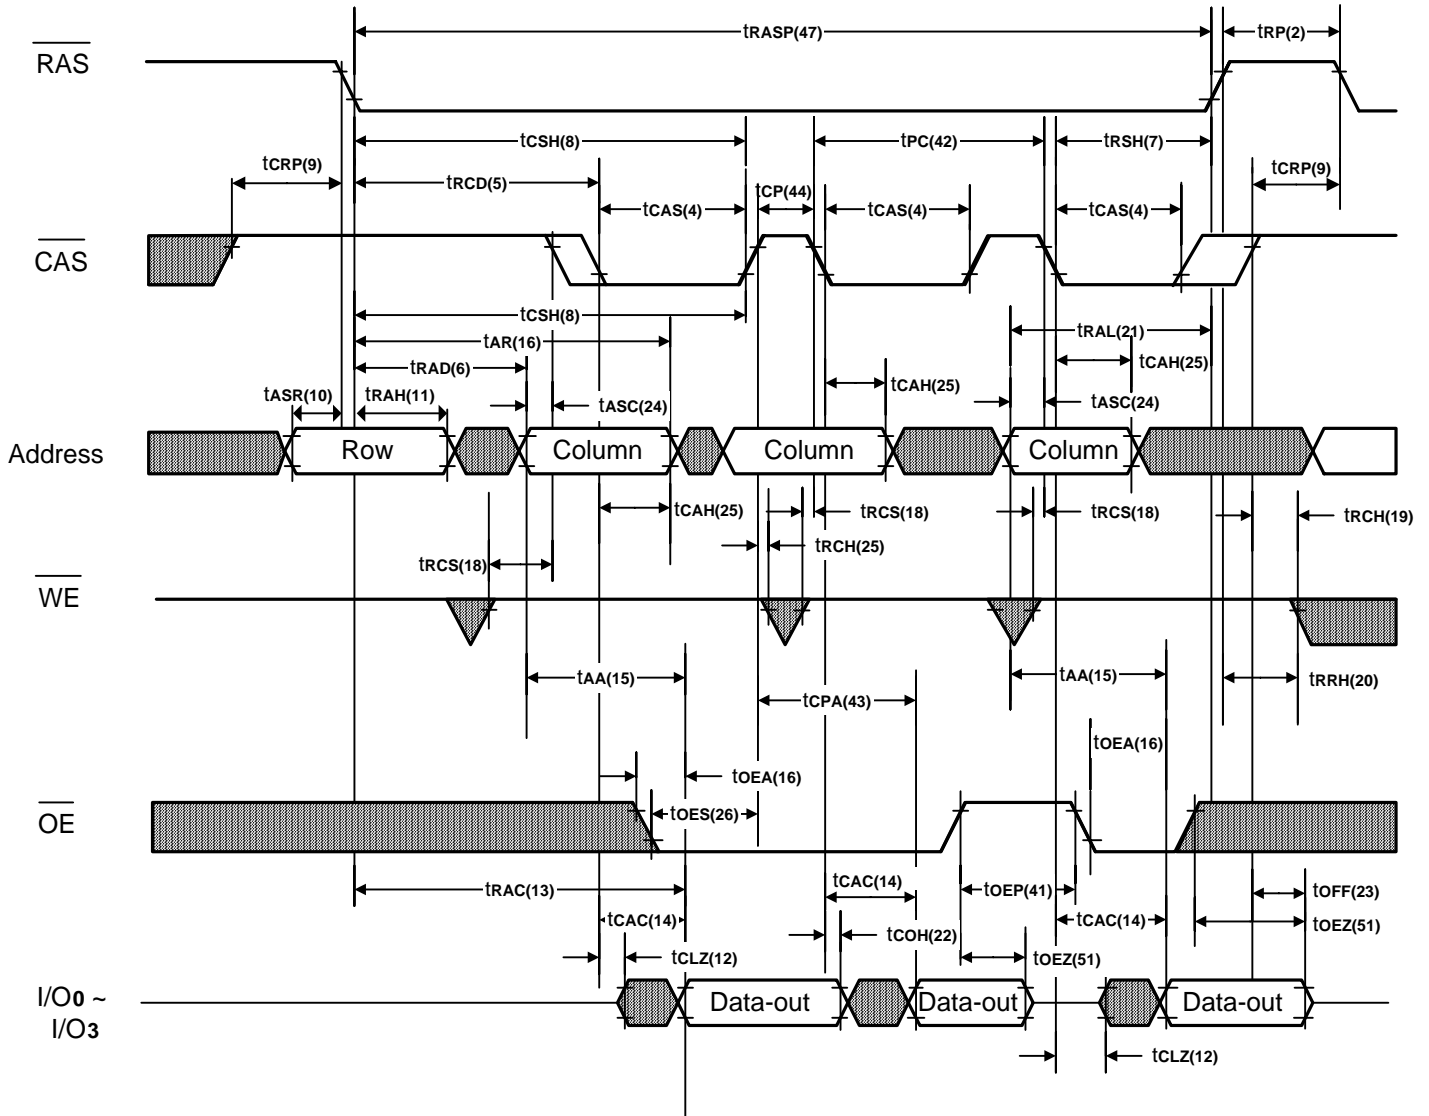 tRASP(47) tRP(2)
RAS
tCSH(8) tPC(42) tRSH(7)
tCRP(9) tRCD(5) tCP(44) tCRP(9)
tCAS(4) tCAS(4) tCAS(4)
CAS
tCSH(8)
tRAL(21)
tAR(16)
tRAD(6) tCAH(25)
tASR(10) tRAH(11) tCAH(25)
tASC(24) tASC(24)
Address Row Column Column Column
tCAH(25) tRCS(18) tRCS(18) tRCH(19)
tRCH(25)
tRCS(18)
WE
tAA(15) tAA(15) tRRH(20)
tCPA(43)
tOEA(16)
tOEA(16)
OE tOES(26)
tRAC(13) tCAC(14) tOEP(41) tOFF(23)
tCAC(14) tCAC(14)
tCOH(22) tOEZ(51)
tCLZ(12) tOEZ(51)
I/O0 ~ Data-out Data-out Data-out
I/O3
tCLZ(12)